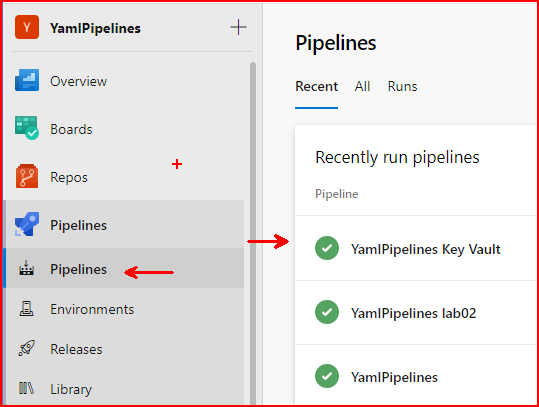 Y YamlPipelines
Overview
Boards
Repos
Pipelines
Pipelines
Environments
Releases
Library
Pipelines
Recent All Runs
Recently run pipelines
Pipeline
YamlPipelines Key Vault
YamlPipelines lab02
YamlPipelines